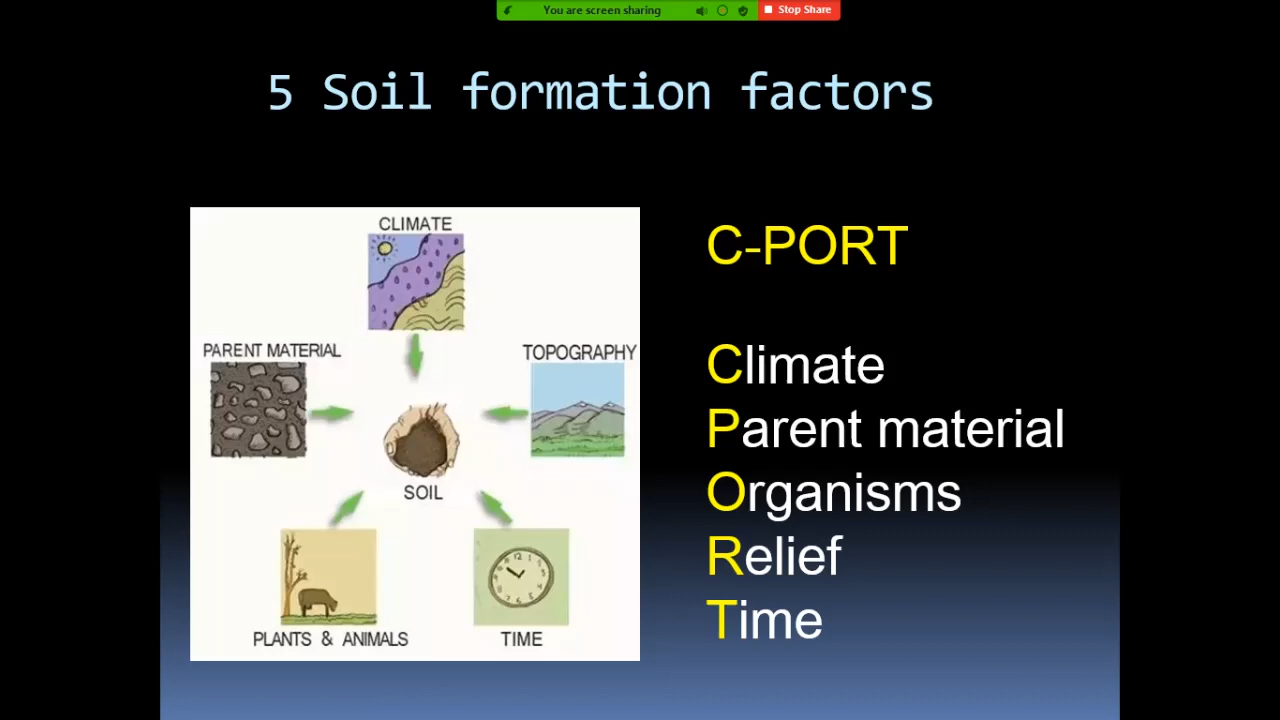 You are screen sharing
Stop Share
5 Soil formation factors
CLIMATE
PARENT MATERIAL
TOPOGRAPHY
SOIL
PLANTS & ANIMALS
TIME
C-PORT
Climate
Parent material
Organisms
Relief
Time